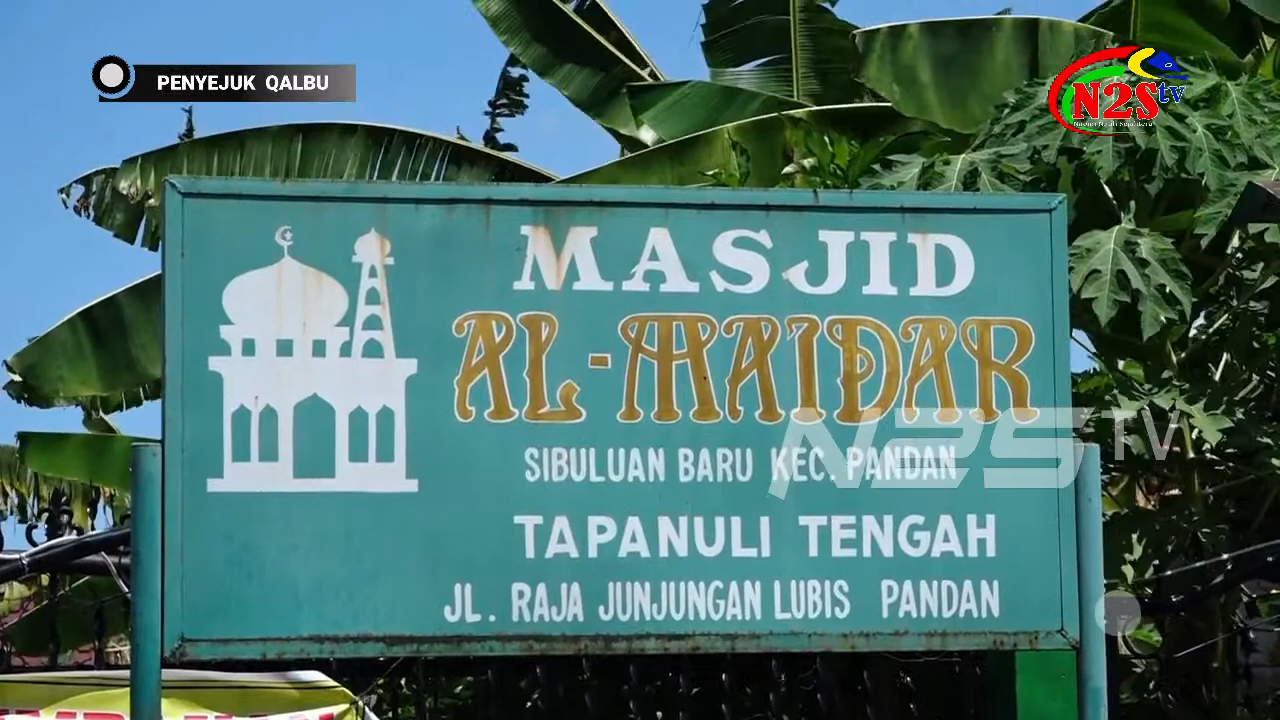 PENYEJUK QALBU
N2S tv
MASJID
AL-MAIDAR
SIBULUAN BARU KEC. PANDAN
N2S TV
TAPANULI TENGAH
JL. RAJA JUNJUNGAN LUBIS PANDAN